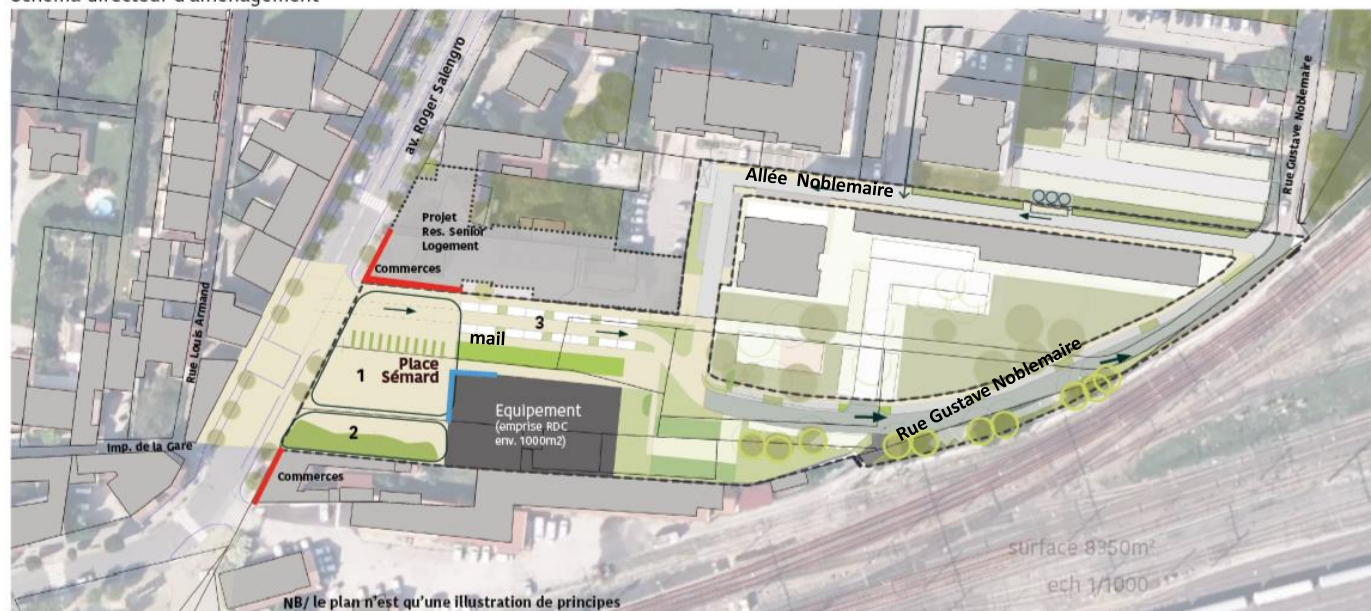 Schéma directeur d'aménagement
av. Roger Salengro
Rue Gustave Noblemaire
Allée Noblemaire
Projet
Res. Senior
Logement
Commerces
Rue Louis Armand
3
mail
Place
Sémard
1
2
Equipement
(emprise RDC
env. 1000m2)
Rue Gustave Noblemaire
Imp. de la Gare
Commerces
surface 8950m²
ech 1/1000
NB/ le plan n'est qu'une illustration de principes